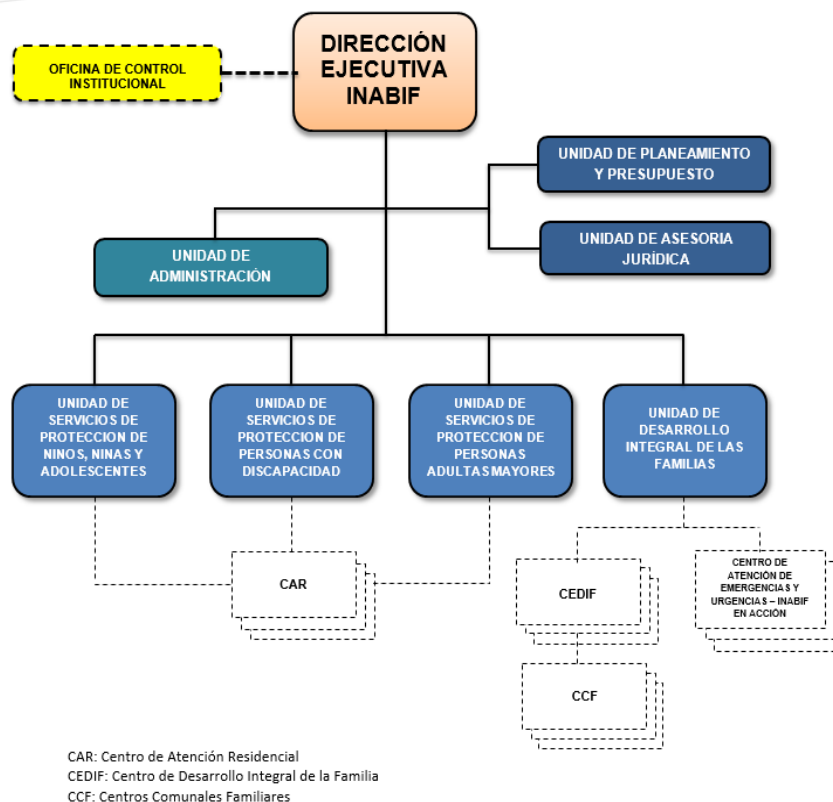 DIRECCIÓN
EJECUTIVA
INABIF
OFICINA DE CONTROL
INSTITUCIONAL
UNIDAD DE PLANEAMIENTO
Y PRESUPUESTO
UNIDAD DE ASESORIA
JURÍDICA
UNIDAD DE
ADMINISTRACIÓN
UNIDAD DE
SERVICIOS DE
PROTECCION DE
NINOS, NINAS Y
ADOLESCENTES
UNIDAD DE
SERVICIOS DE
PROTECCION DE
PERSONAS CON
DISCAPACIDAD
UNIDAD DE
SERVICIOS DE
PROTECCION DE
PERSONAS
ADULTAS MAYORES
UNIDAD DE
DESARROLLO
INTEGRAL DE LAS
FAMILIAS
CAR
CEDIF
CENTRO DE
ATENCIÓN DE
EMERGENCIAS Y
URGENCIAS – INABIF
EN ACCIÓN
CCF
CAR: Centro de Atención Residencial
CEDIF: Centro de Desarrollo Integral de la Familia
CCF: Centros Comunales Familiares